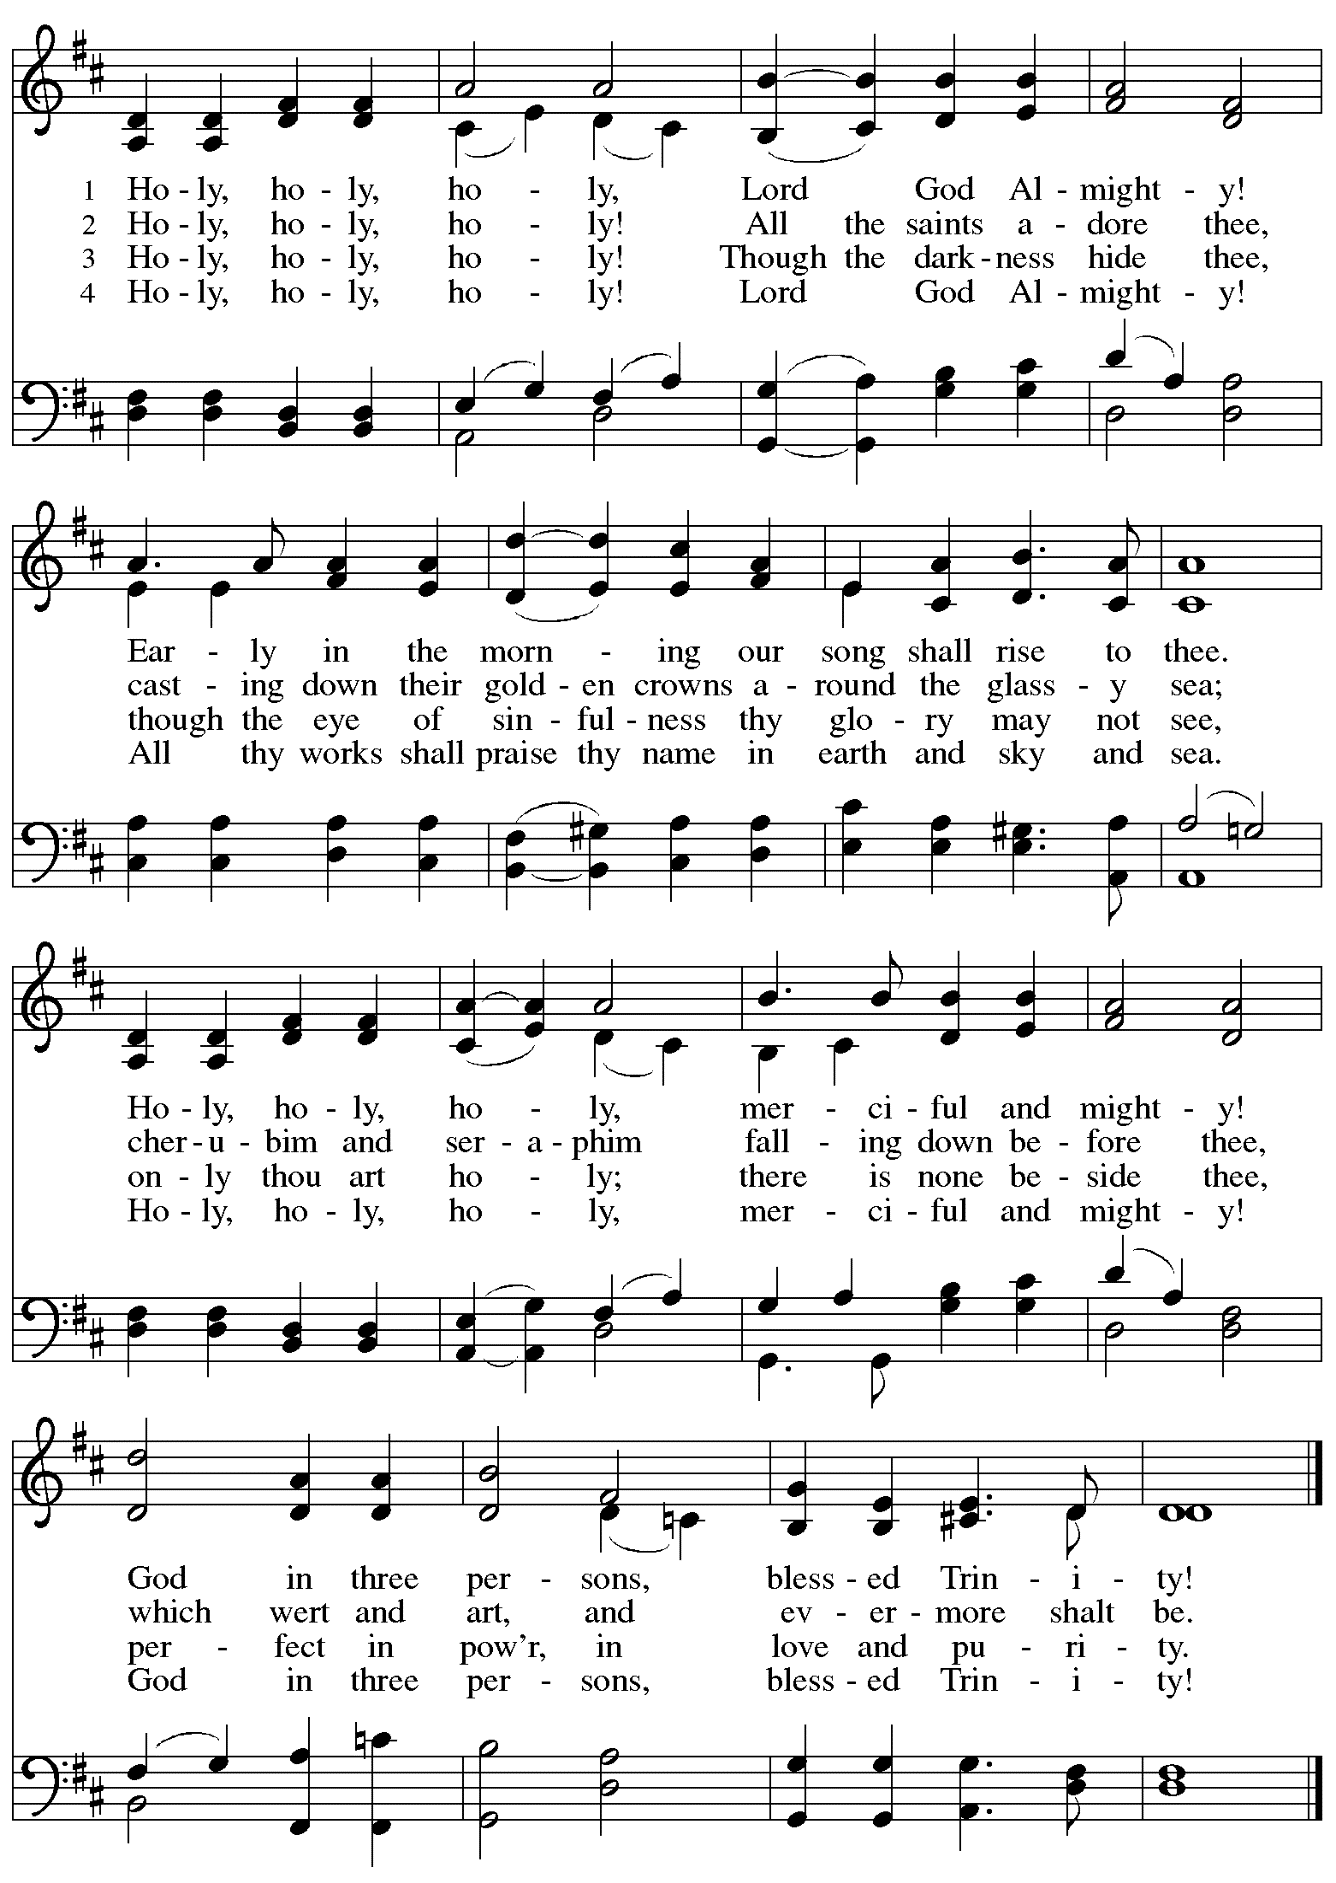 1 Ho - ly, ho - ly, ho - ly, Lord God Al - might - y!
2 Ho - ly, ho - ly, ho - ly! All the saints a - dore thee,
3 Ho - ly, ho - ly, ho - ly! Though the dark - ness hide thee,
4 Ho - ly, ho - ly, ho - ly! Lord God Al - might - y!
Ear - ly in the morn - ing our song shall rise to thee.
cast - ing down their gold - en crowns a - round the glass - y sea;
though the eye of sin - ful - ness thy glo - ry may not see,
All thy works shall praise thy name in earth and sky and sea.
Ho - ly, ho - ly, ho - ly, mer - ci - ful and might - y!
cher - u - bim and ser - a - phim fall - ing down be - fore thee,
on - ly thou art ho - ly; there is none be - side thee,
Ho - ly, ho - ly, ho - ly, mer - ci - ful and might - y!
God in three per - sons, bless - ed Trin - i - ty!
which wert and art, and ev - er - more shalt be.
per - fect in pow'r, in love and pu - ri - ty.
God in three per - sons, bless - ed Trin - i - ty!